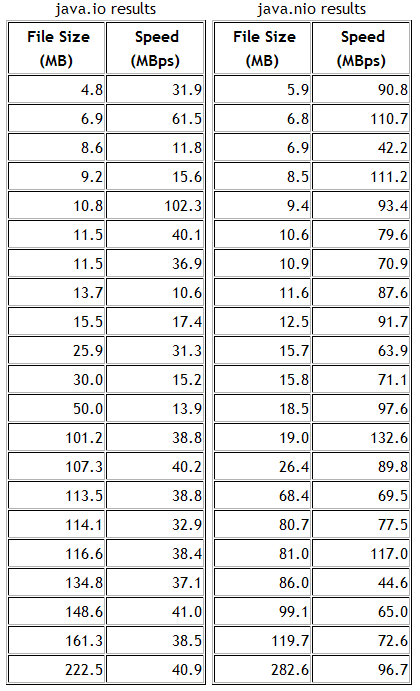 java.io results java.nio results
File Size Speed File Size Speed
(MB) (MBps) (MB) (MBps)
4.8 31.9 5.9 90.8
6.9 61.5 6.8 110.7
8.6 11.8 6.9 42.2
9.2 15.6 8.5 111.2
10.8 102.3 9.4 93.4
11.5 40.1 10.6 79.6
11.5 36.9 10.9 70.9
13.7 10.6 11.6 87.6
15.5 17.4 12.5 91.7
25.9 31.3 15.7 63.9
30.0 15.2 15.8 71.1
50.0 13.9 18.5 97.6
101.2 38.8 19.0 132.6
107.3 40.2 26.4 89.8
113.5 38.8 68.4 69.5
114.1 32.9 80.7 77.5
116.6 38.4 81.0 117.0
134.8 37.1 86.0 44.6
148.6 41.0 99.1 65.0
161.3 38.5 119.7 72.6
222.5 40.9 282.6 96.7